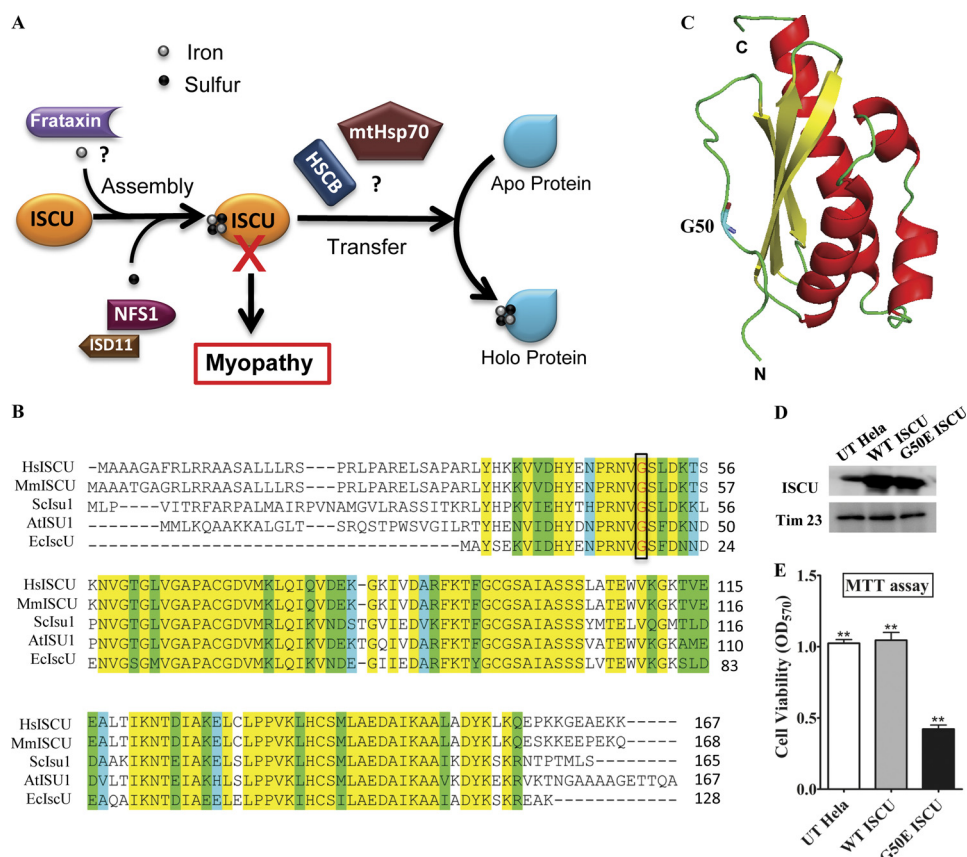 A
Iron
Sulfur
Frataxin
?
Assembly
ISCU
ISCU
X
HSCB
mtHsp70
?
Transfer
Apo Protein
Holo Protein
NFS1
ISD11
Myopathy
B
HsISCU -MAAAGAFRLRRAASALLLRS---PRLPARELSAPARLYHKKVVDHYENPRNVGSLDKTS 56
MmISCU -MAAATGAGRLRRAASALLLRS---PRLPARELSAPARLYHKKVVDHYENPRNVGSLDKTS 57
ScIsu1 MLP----VITRFARPALMAIRPVNAMGVLRASSITKRLYHPKVIEHYTHPRNVGSLDKKL 56
AtISU1 -----MMLKQAAKKALGLT---SRQSTPWSVGILRTYHENVIDHYDNPRNVGSFDKND 50
EcIscU ----------------------------------MAYSEKVIDHYENPRNVGSFDNND 24
HsISCU KNVGTGLVGAPACGDVMKLQIQVDEK-GKIVDARFKTFGCGSAIASSSLATEWVKGKTVE 115
MmISCU KNVGTGLVGAPACGDVMKLQIKVDEK-GKIVDARFKTFGCGSAIASSSLATEWVKGKTVE 116
ScIsu1 PNVGTGLVGAPACGDVMRLQIKVNDSTGVIEDVKFKTFGCGSAIASSSYMTELVQGMTLD 116
AtISU1 PNVGTGLVGAPACGDVMKLQIKVDEKTGQIVDARFKTFGCGSAIASSSVATEWVKGKAME 110
EcIscU ENVGSGMVGAPACGDVMKLQIKVNDE-GIIEDARFKTYGCGSAIASSSLVTEWVKGKSLD 83
HsISCU EALTIKNTDIAKELCLPPVKLHCSMLAEDAIKAALADYKLKQEPKKGEAEKK----- 167
MmISCU EALTIKNTDIAKELCLPPVKLHCSMLAEDAIKAALADYKLKQESKKEEPEKQ----- 168
ScIsu1 DAAKIKNTEIAKELSLPPVKLHCSMLAEDAIKAAIKDYKSKRNTPTMLS------ 165
AtISU1 DVLTIKNTEIAKHLSLPPVKLHCSMLAEDAIKAAVKDYKEKRVKTNGAAAAGETTQA 167
EcIscU EAQAIKNTDIAEELELPPVKIHCSILAEDAIKAAIADYKSKREAK------------ 128
C
C
G50
N
D
UT Hela
WT ISCU
G50E ISCU
ISCU
Tim 23
E
MTT assay
Cell Viability (OD570)
1.5
1.0
0.5
0.0
**
**
**
UT Hela
WT ISCU
G50E ISCU